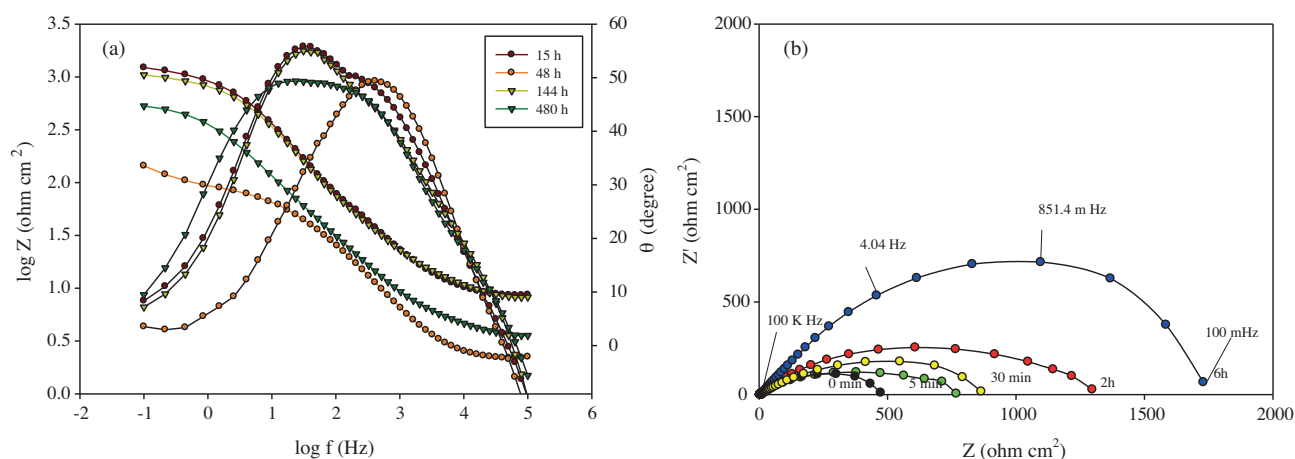 (a)
log Z (ohm cm 2)
3.5
3.0
2.5
2.0
1.5
1.0
0.5
0.0
-2
-1
0
1
2
3
4
5
6
log f (Hz)
60
50
40
30
20
10
0
θ (degree)
15 h
48 h
144 h
480 h
(b)
Z' (ohm cm2)
2000
1500
1000
500
0
0
500
1000
1500
2000
Z (ohm cm2)
851.4 m Hz
4.04 Hz
100 K Hz
100 mHz
0 min
5 min
30 min
2h
6h